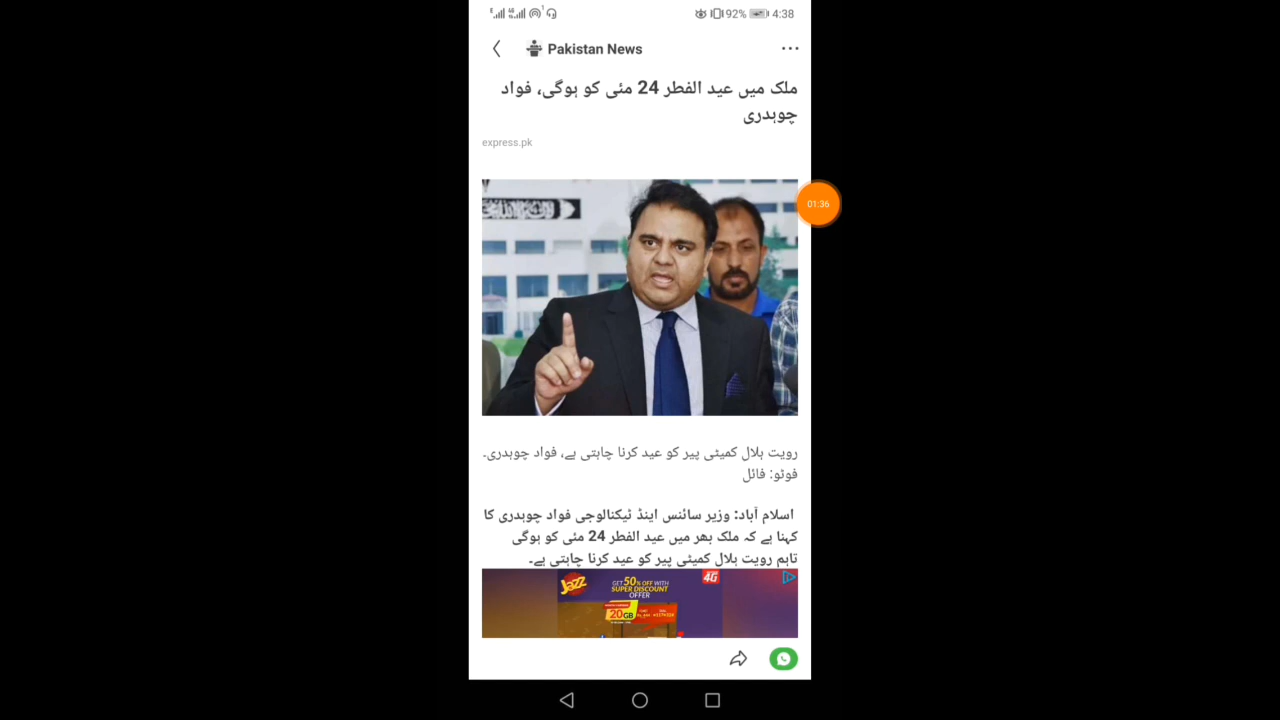 92% 4:38
Pakistan News
ملک میں عید الفطر 24 مئی کو ہوگی، فواد
چوہدری
express.pk
01:36
رویت ہلال کمیٹی پیر کو عید کرنا چاہتی ہے، فواد چوہدری۔
فوٹو: فائل
اسلام آباد: وزیر سائنس اینڈ ٹیکنالوجی فواد چوہدری کا
کہنا ہے کہ ملک بھر میں عید الفطر 24 مئی کو ہوگی
تاہم رویت ہلال کمیٹی پیر کو عید کرنا چاہتی ہے۔
Jazz
GET 50% OFF WITH
SUPER DISCOUNT
OFFER
4G
20GB